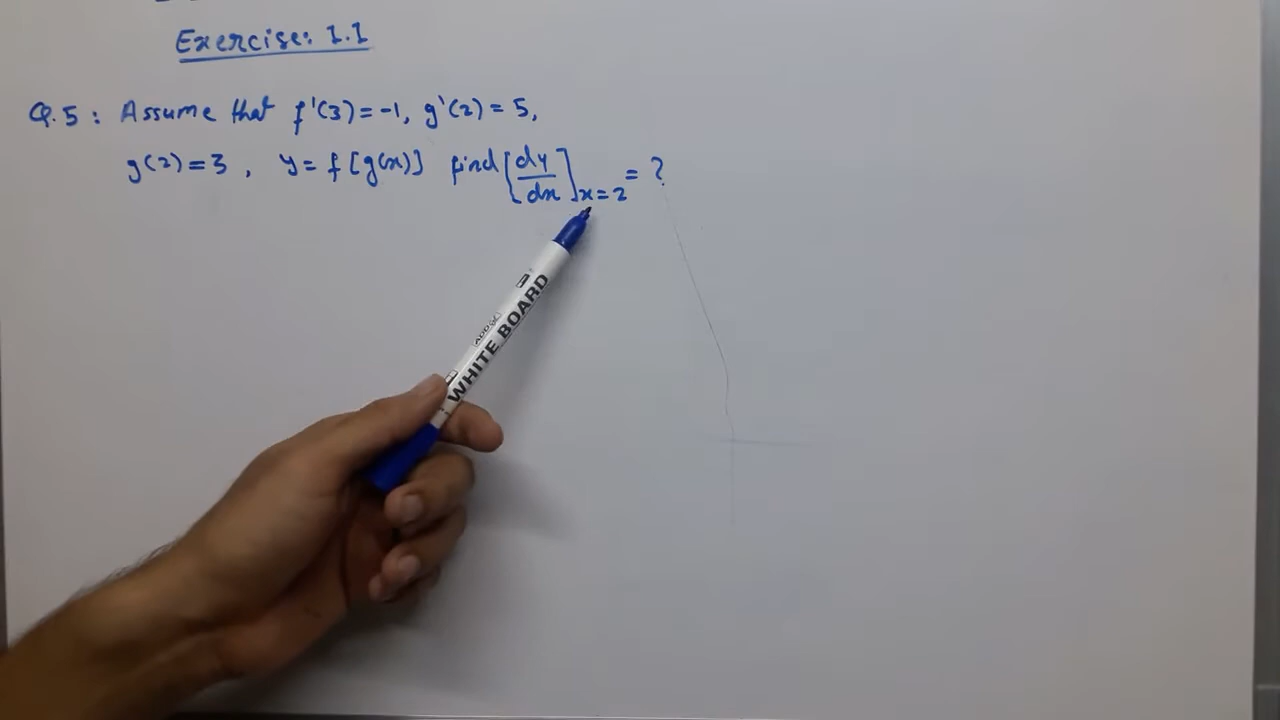 Exercise: 1.1
Q.5: Assume that f'(3)=-1, g'(2)=5,
g(2)=3, y=f[g(x)] find [dy/dx]x=2 = ?
WHITE BOARD